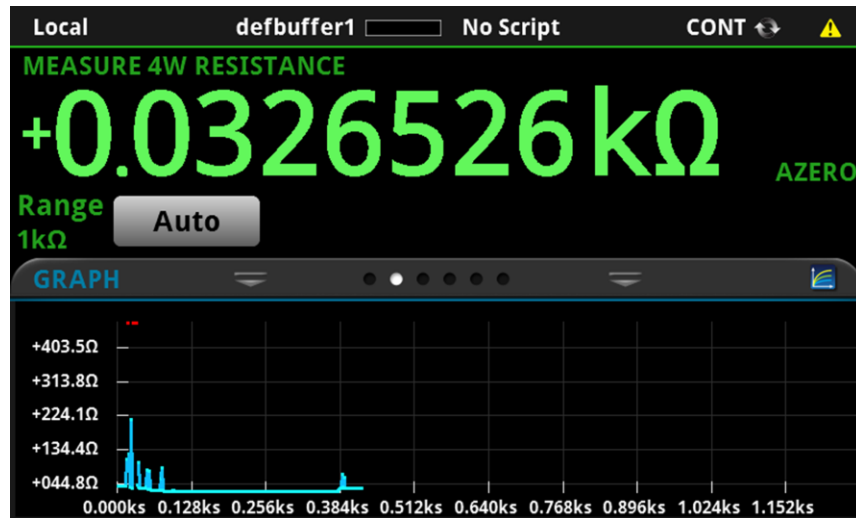 Local defbuffer1 No Script CONT
MEASURE 4W RESISTANCE
+0.0326526 kΩ
AZERO
Range Auto
1kΩ
GRAPH
+403.5Ω
+313.8Ω
+224.1Ω
+134.4Ω
+044.8Ω
0.000ks 0.128ks 0.256ks 0.384ks 0.512ks 0.640ks 0.768ks 0.896ks 1.024ks 1.152ks